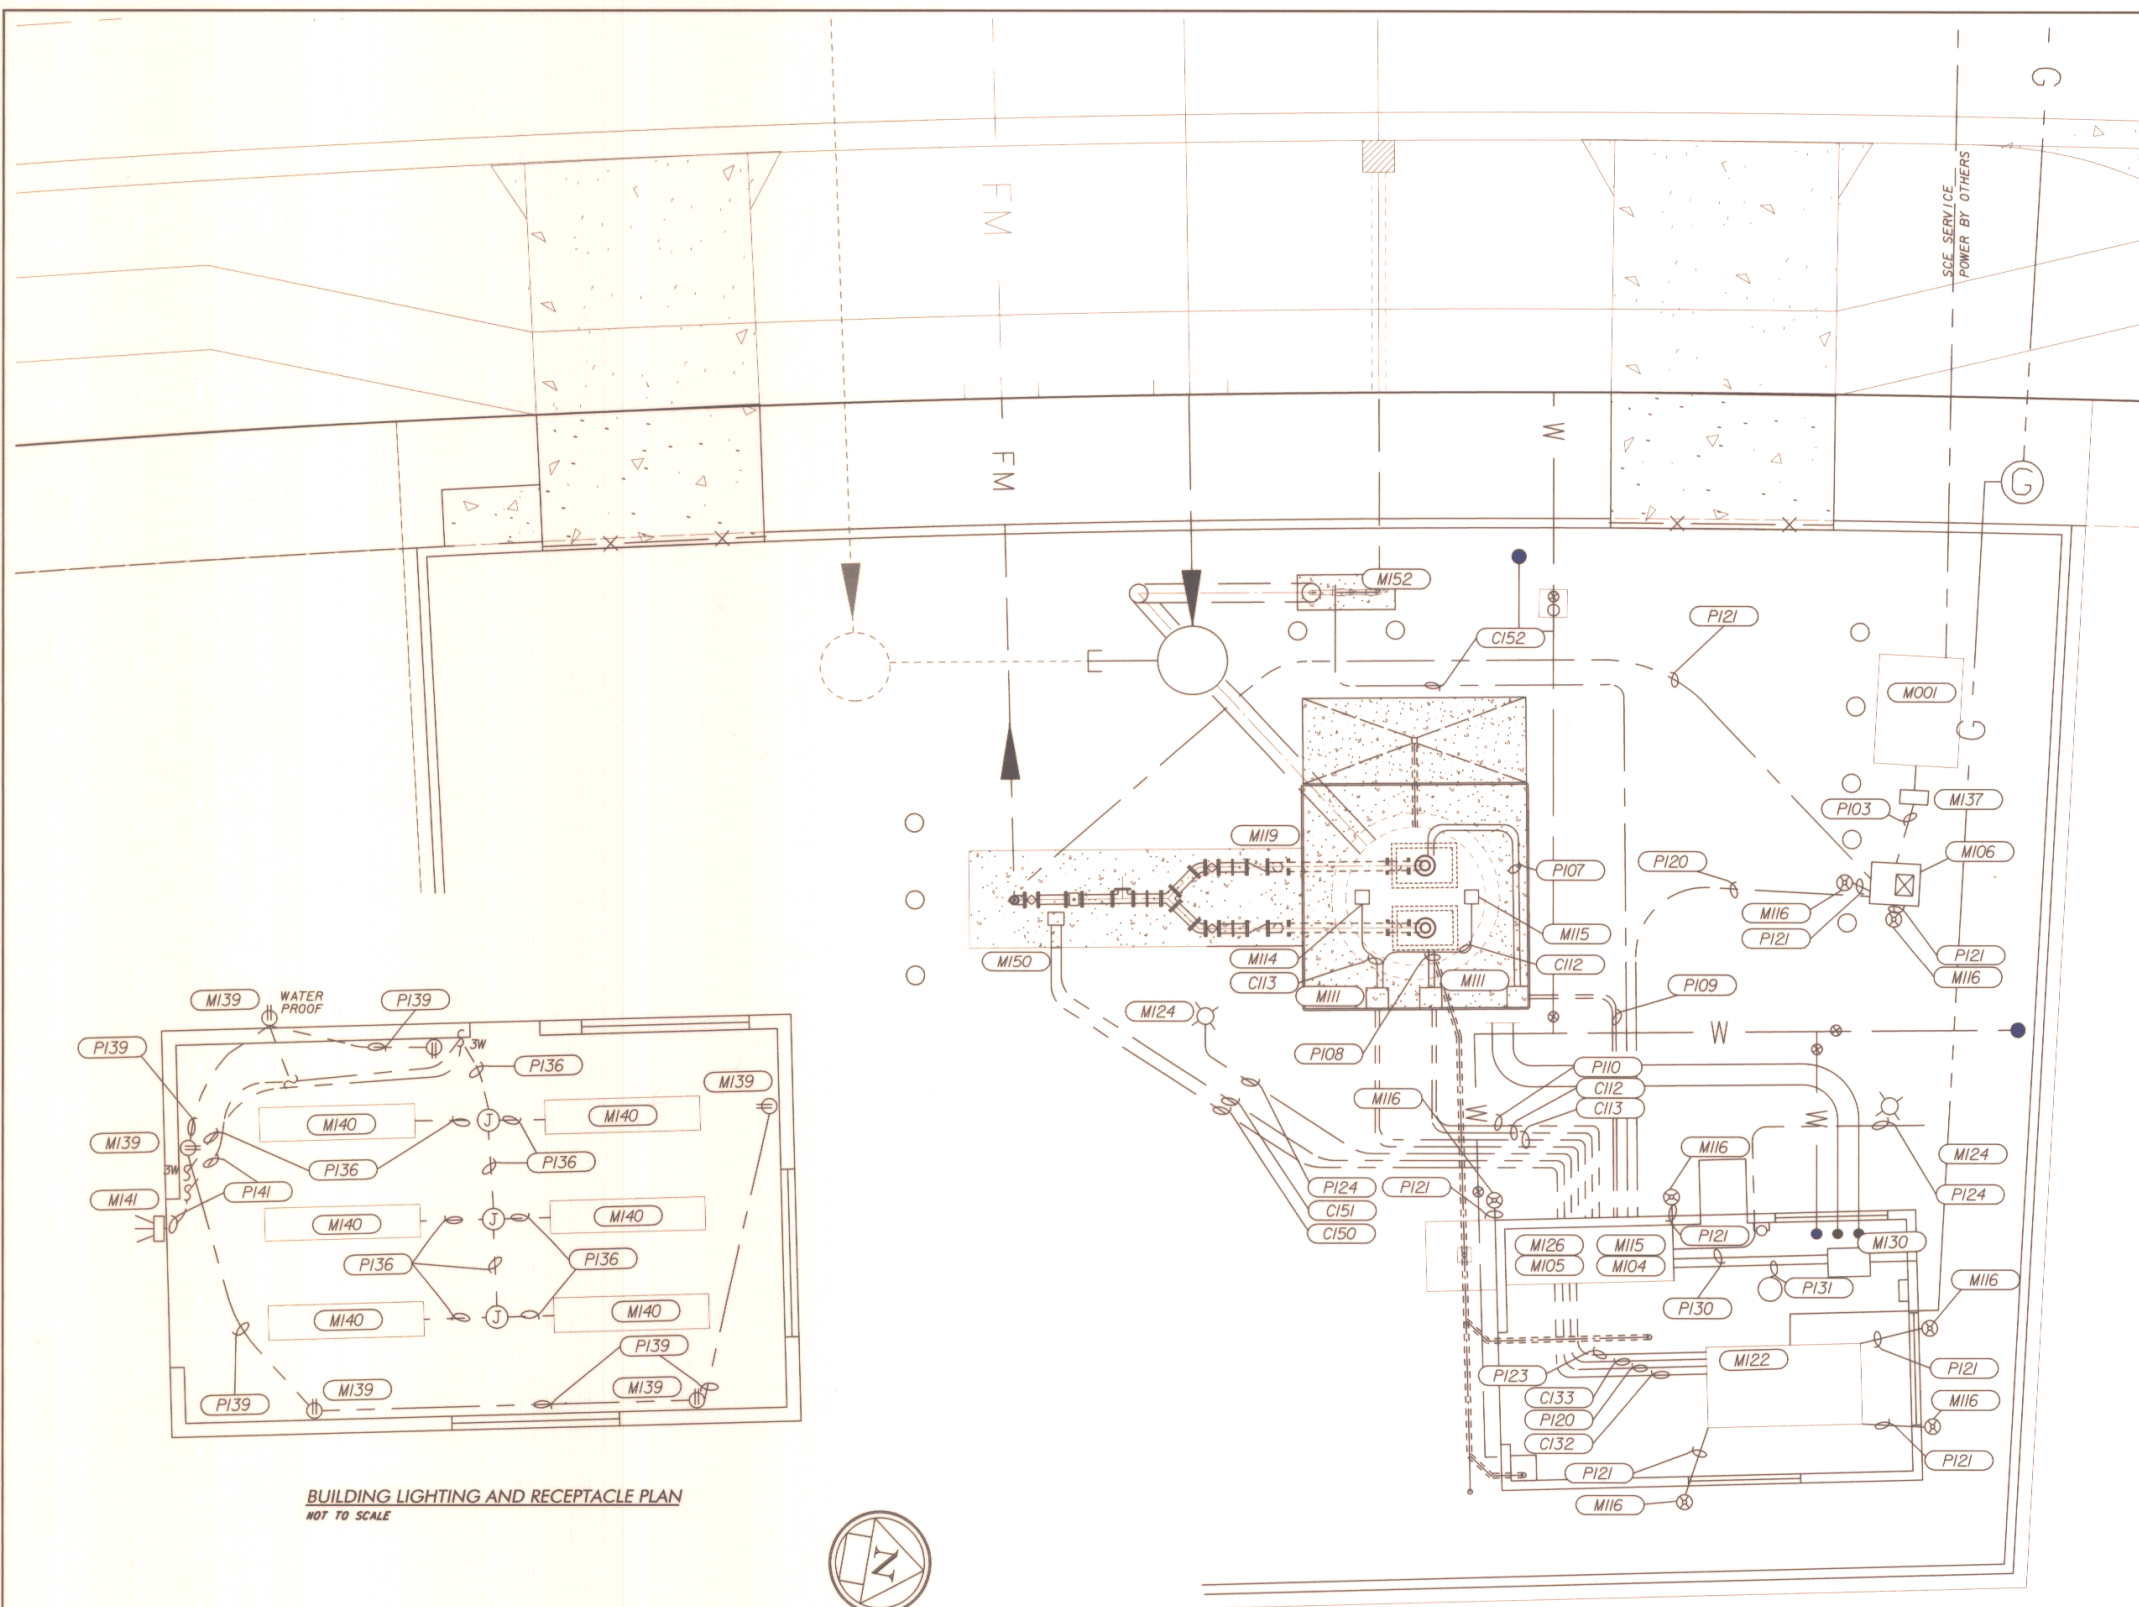 G
SCE SERVICE
POWER BY OTHERS
FM
FM
W
G
M152
C152
P121
M001
G
M137
P103
M119
M106
P120
P107
M116
P121
M115
P121
M150
M114
C112
M116
C113
M111
M111
P109
M124
W
P108
P110
M116
C112
C113
W
W
M116
M124
P124
P121
P124
C151
C150
P121
M126
M115
M130
M105
M104
P131
M116
P130
M122
P123
P121
C133
M116
P120
C132
P121
P121
M116
M139
WATER
PROOF
P139
P139
3W
P136
M139
M140
J
M140
M139
P136
P136
3W
M141
P141
M140
J
M140
P136
P136
M140
J
M140
P139
M139
M139
P139
BUILDING LIGHTING AND RECEPTACLE PLAN
NOT TO SCALE
N